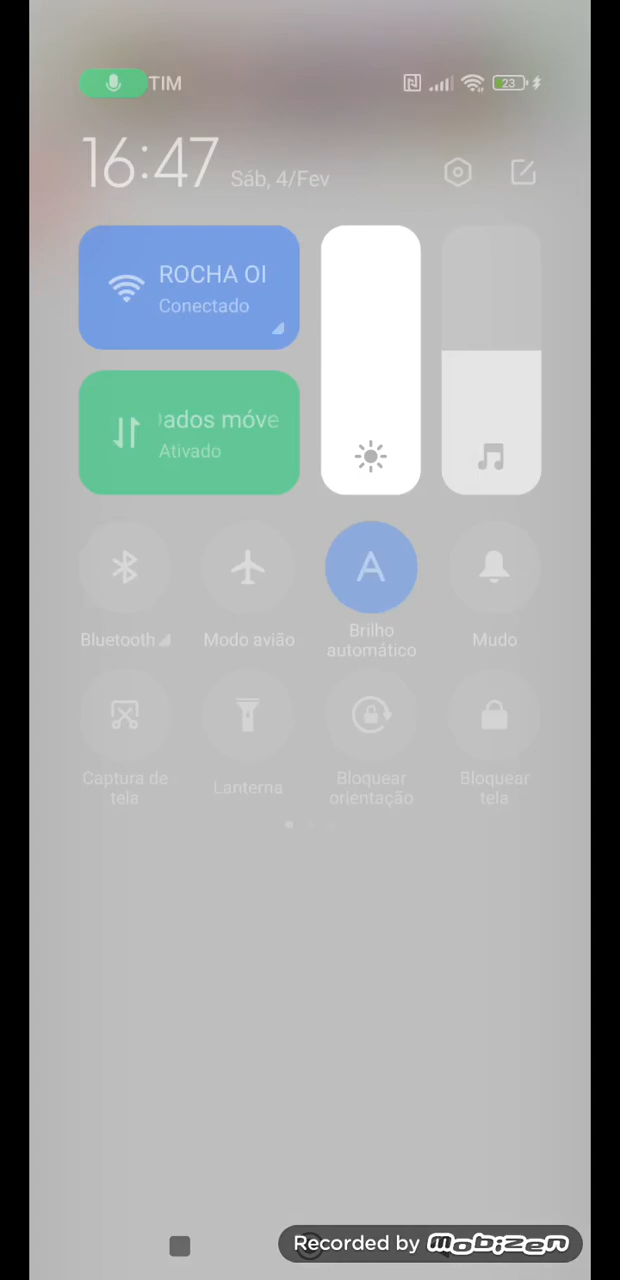 TIM
23
16:47 Sáb, 4/Fev
ROCHA OI
Conectado
ados móve
Ativado
Bluetooth
Modo avião
Brilho
automático
Mudo
Captura de
tela
Lanterna
Bloquear
orientação
Bloquear
tela
Recorded by mobizen